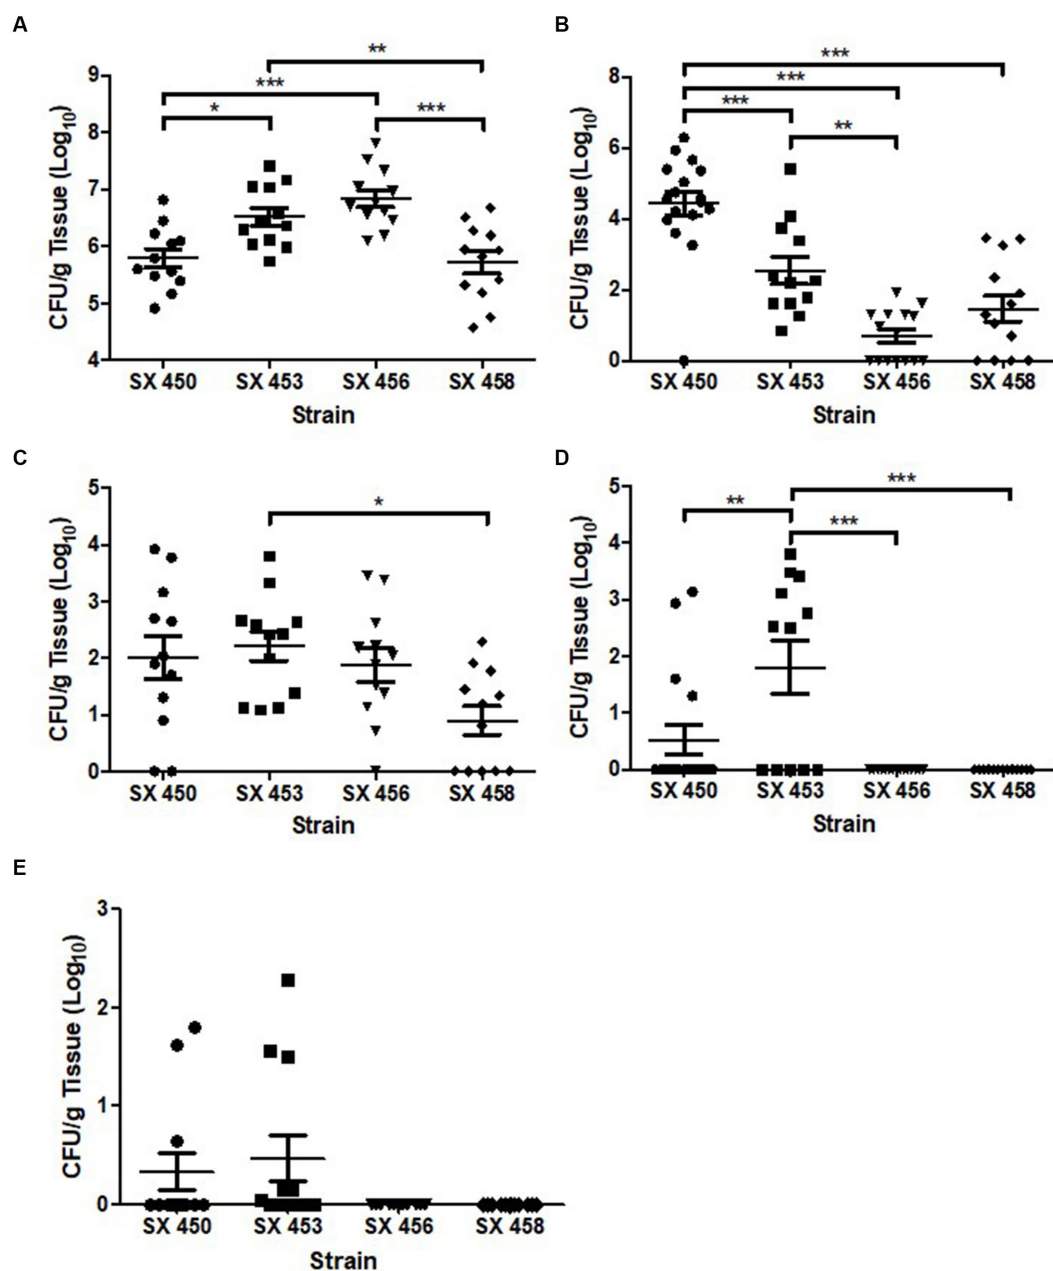 A
CFU/g Tissue (Log10)
9
8
7
6
5
4
**
***
*
***
SX 450 SX 453 SX 456 SX 458
Strain
B
CFU/g Tissue (Log10)
8
6
4
2
0
***
***
***
**
SX 450 SX 453 SX 456 SX 458
Strain
C
CFU/g Tissue (Log10)
5
4
3
2
1
0
*
SX 450 SX 453 SX 456 SX 458
Strain
D
CFU/g Tissue (Log10)
5
4
3
2
1
0
***
**
***
SX 450 SX 453 SX 456 SX 458
Strain
E
CFU/g Tissue (Log10)
3
2
1
0
SX 450 SX 453 SX 456 SX 458
Strain